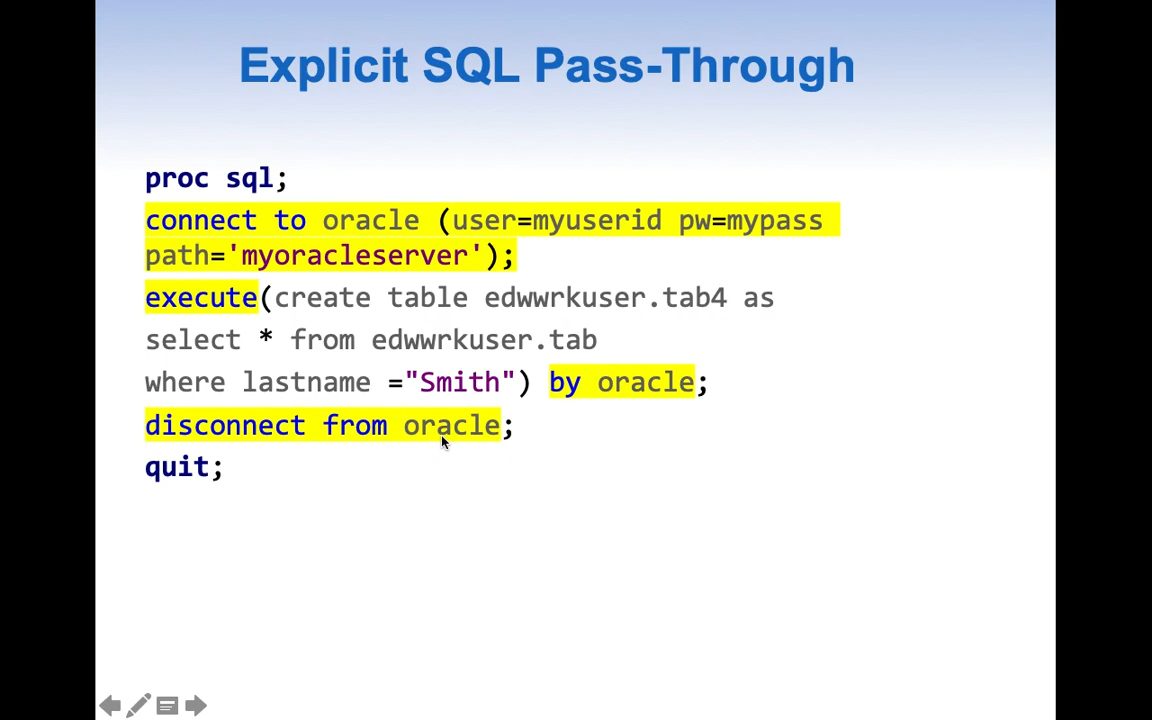 Explicit SQL Pass-Through
proc sql;
connect to oracle (user=myuserid pw=mypass
path='myoracleserver');
execute(create table edwwrkuser.tab4 as
select * from edwwrkuser.tab
where lastname ="Smith") by oracle;
disconnect from oracle;
quit;